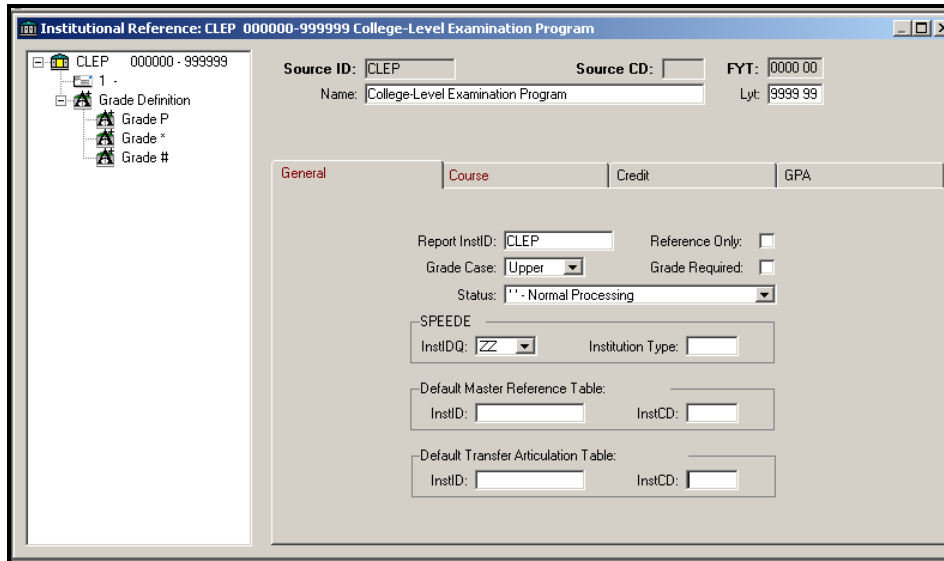 Institutional Reference: CLEP 000000-999999 College-Level Examination Program
CLEP 000000 - 999999
1 -
Grade Definition
Grade P
Grade *
Grade #
Source ID: CLEP Source CD: FYT: 0000 00
Name: College-Level Examination Program Lyt: 9999 99
General Course Credit GPA
Report InstID: CLEP Reference Only:
Grade Case: Upper Grade Required:
Status: ' ' - Normal Processing
SPEEDE
InstIDQ: ZZ Institution Type:
Default Master Reference Table:
InstID: InstCD:
Default Transfer Articulation Table:
InstID: InstCD: